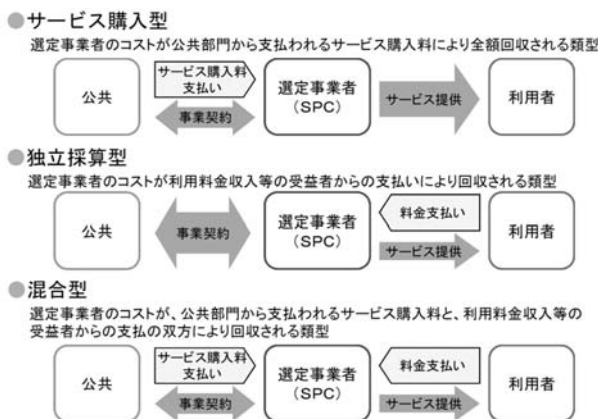 ●サービス購入型
選定事業者のコストが公共部門から支払われるサービス購入料により全額回収される類型
公共
サービス購入料
支払い
事業契約
選定事業者
(SPC)
サービス提供
利用者
●独立採算型
選定事業者のコストが利用料金収入等の受益者からの支払いにより回収される類型
公共
事業契約
選定事業者
(SPC)
料金支払い
サービス提供
利用者
●混合型
選定事業者のコストが、公共部門から支払われるサービス購入料と、利用料金収入等の
受益者からの支払の双方により回収される類型
公共
サービス購入料
支払い
事業契約
選定事業者
(SPC)
料金支払い
サービス提供
利用者